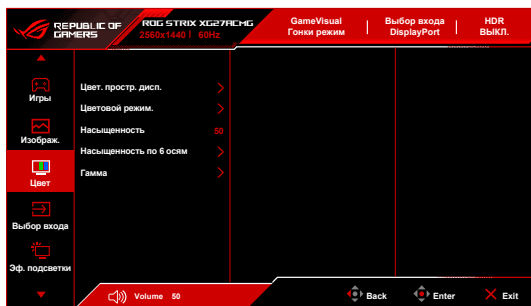 REPUBLIC OF
GAMERS
ROG STRIX XG27ACMG
2560x1440 | 60Hz
GameVisual
Гонки режим
Выбор входа
DisplayPort
HDR
ВЫКЛ.
Игры
Изображ.
Цвет
Выбор входа
Эф. подсветки
Цвет. простр. дисп.
Цветовой режим.
Насыщенность 50
Насыщенность по 6 осям
Гамма
Volume 50
Back
Enter
Exit